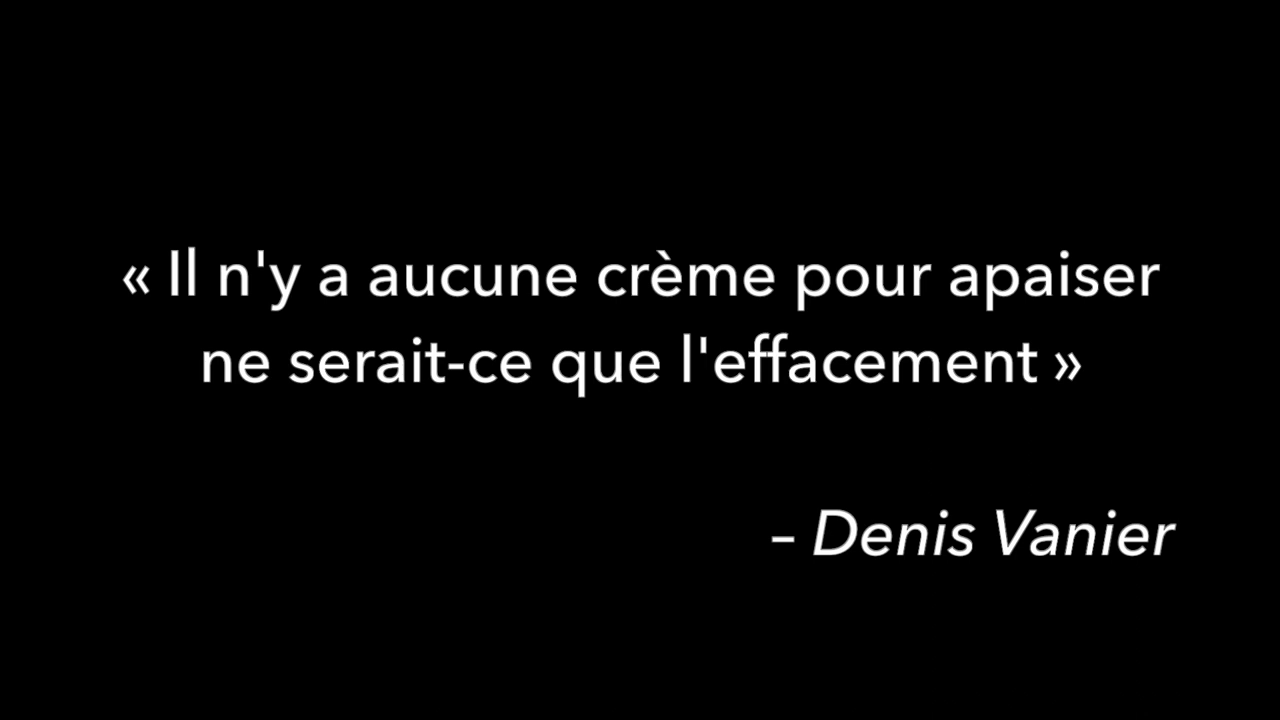 « Il n'y a aucune crème pour apaiser
ne serait-ce que l'effacement »
– Denis Vanier